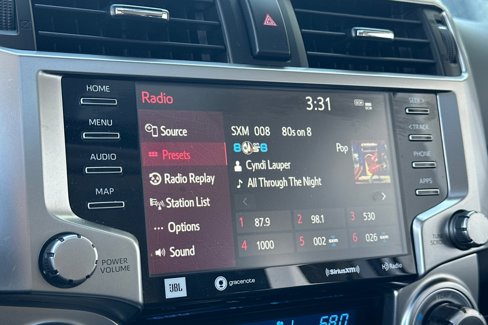 HOME
MENU
AUDIO
MAP
POWER
VOLUME
JBL
Radio
3:31
Source
Presets
Radio Replay
Station List
Options
Sound
SXM 008 80s on 8
Pop
Cyndi Lauper
All Through The Night
1 87.9
2 98.1
3 530
4 1000
5 002
6 026
gracenote
SiriusXM
HD Radio
SEEK>
<TRACK
PHONE
APPS
68.0